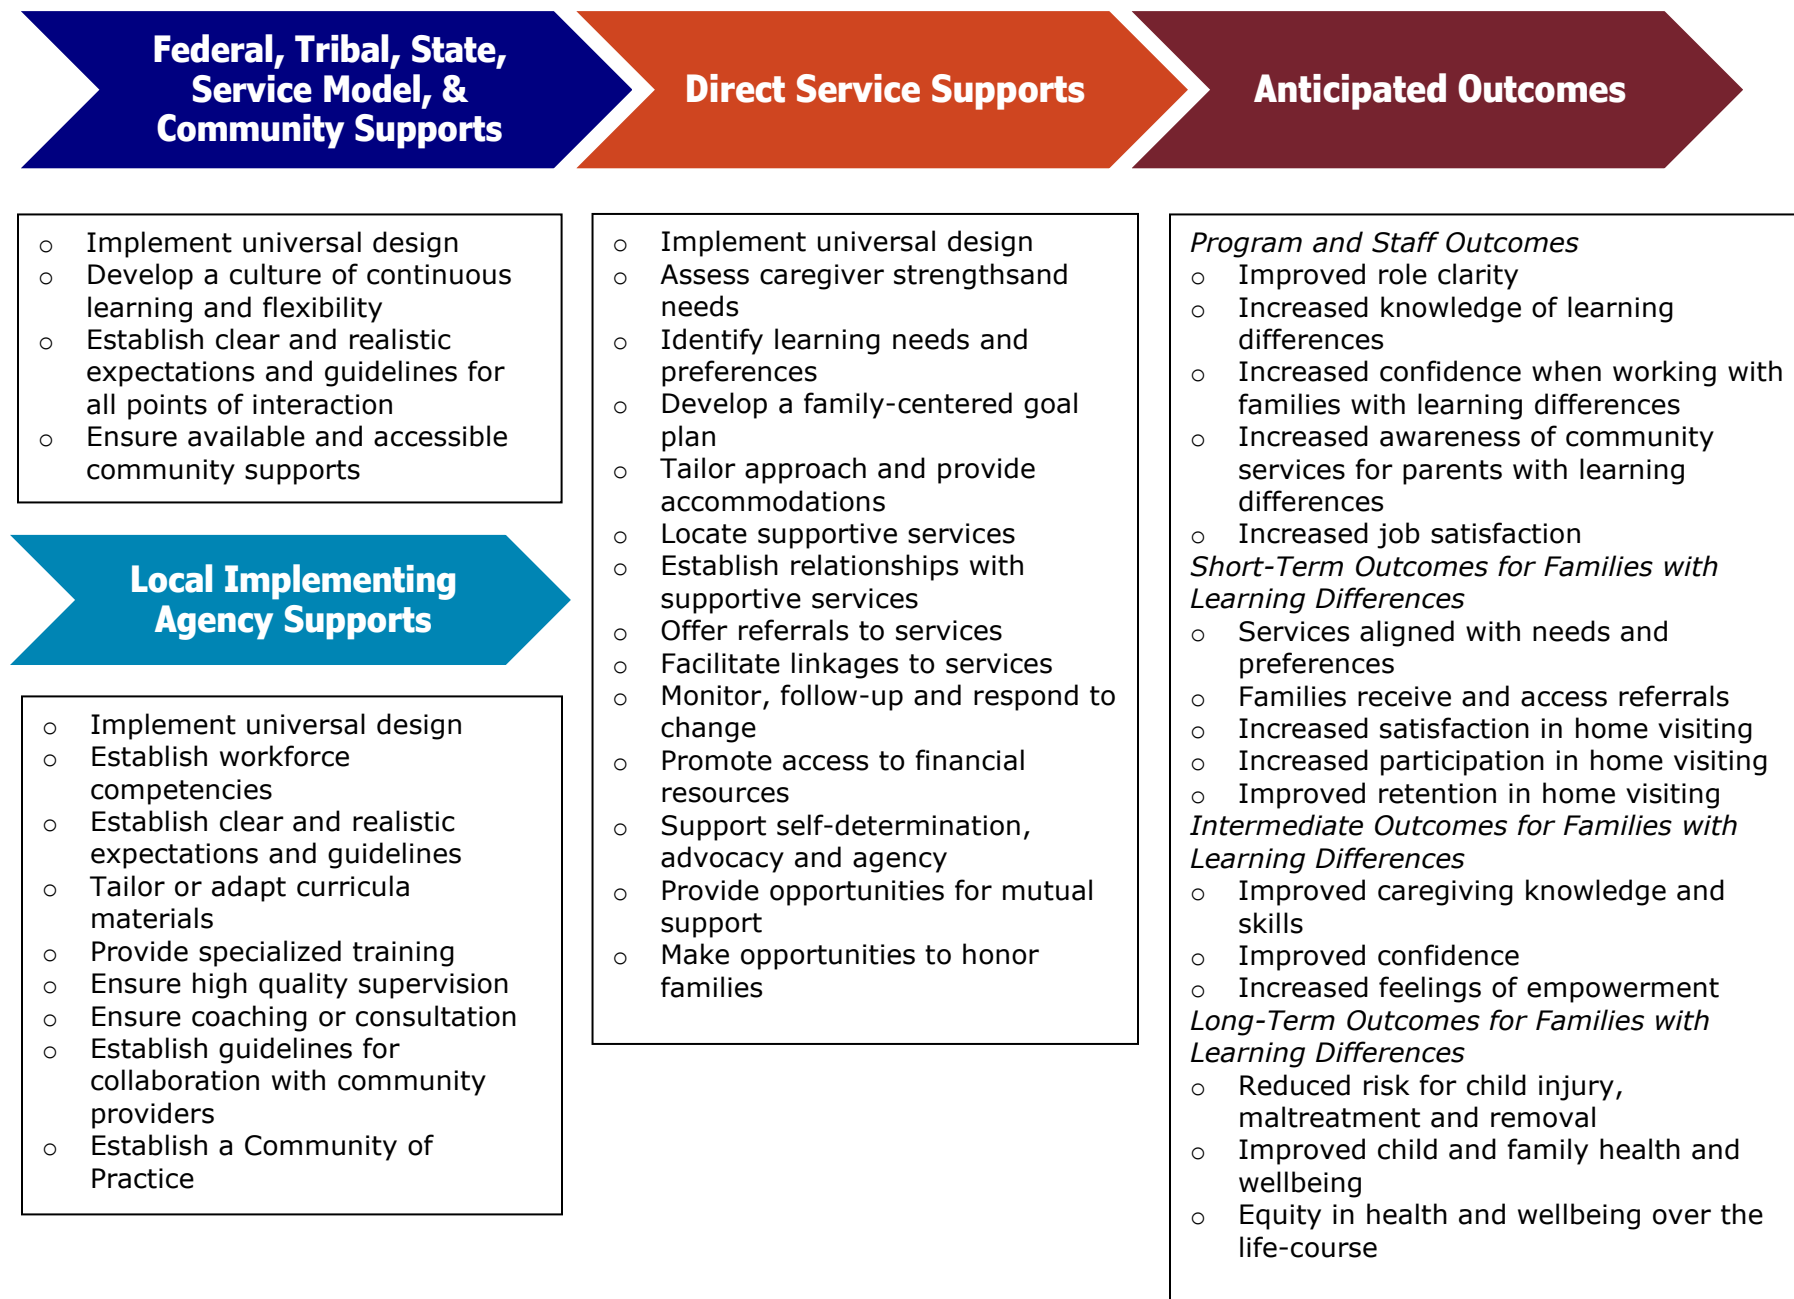 Federal, Tribal, State,
Service Model, &
Community Supports
Direct Service Supports
Anticipated Outcomes
o Implement universal design
o Develop a culture of continuous
learning and flexibility
o Establish clear and realistic
expectations and guidelines for
all points of interaction
o Ensure available and accessible
community supports
Local Implementing
Agency Supports
o Implement universal design
o Establish workforce
competencies
o Establish clear and realistic
expectations and guidelines
o Tailor or adapt curricula
materials
o Provide specialized training
o Ensure high quality supervision
o Ensure coaching or consultation
o Establish guidelines for
collaboration with community
providers
o Establish a Community of
Practice
o Implement universal design
o Assess caregiver strengthsand
needs
o Identify learning needs and
preferences
o Develop a family-centered goal
plan
o Tailor approach and provide
accommodations
o Locate supportive services
o Establish relationships with
supportive services
o Offer referrals to services
o Facilitate linkages to services
o Monitor, follow-up and respond to
change
o Promote access to financial
resources
o Support self-determination,
advocacy and agency
o Provide opportunities for mutual
support
o Make opportunities to honor
families
Program and Staff Outcomes
o Improved role clarity
o Increased knowledge of learning
differences
o Increased confidence when working with
families with learning differences
o Increased awareness of community
services for parents with learning
differences
o Increased job satisfaction
Short-Term Outcomes for Families with
Learning Differences
o Services aligned with needs and
preferences
o Families receive and access referrals
o Increased satisfaction in home visiting
o Increased participation in home visiting
o Improved retention in home visiting
Intermediate Outcomes for Families with
Learning Differences
o Improved caregiving knowledge and
skills
o Improved confidence
o Increased feelings of empowerment
Long-Term Outcomes for Families with
Learning Differences
o Reduced risk for child injury,
maltreatment and removal
o Improved child and family health and
wellbeing
o Equity in health and wellbeing over the
life-course